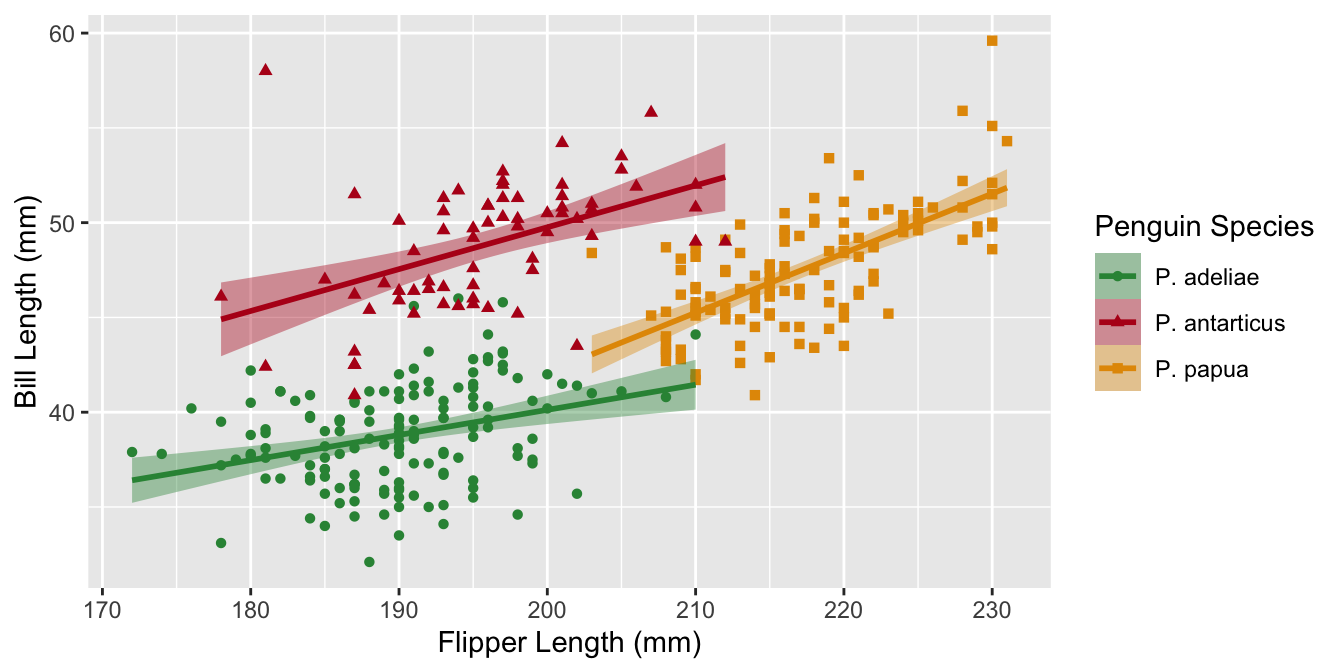 60
50
40
Bill Length (mm)
170 180 190 200 210 220 230
Flipper Length (mm)
Penguin Species
P. adeliae
P. antarticus
P. papua